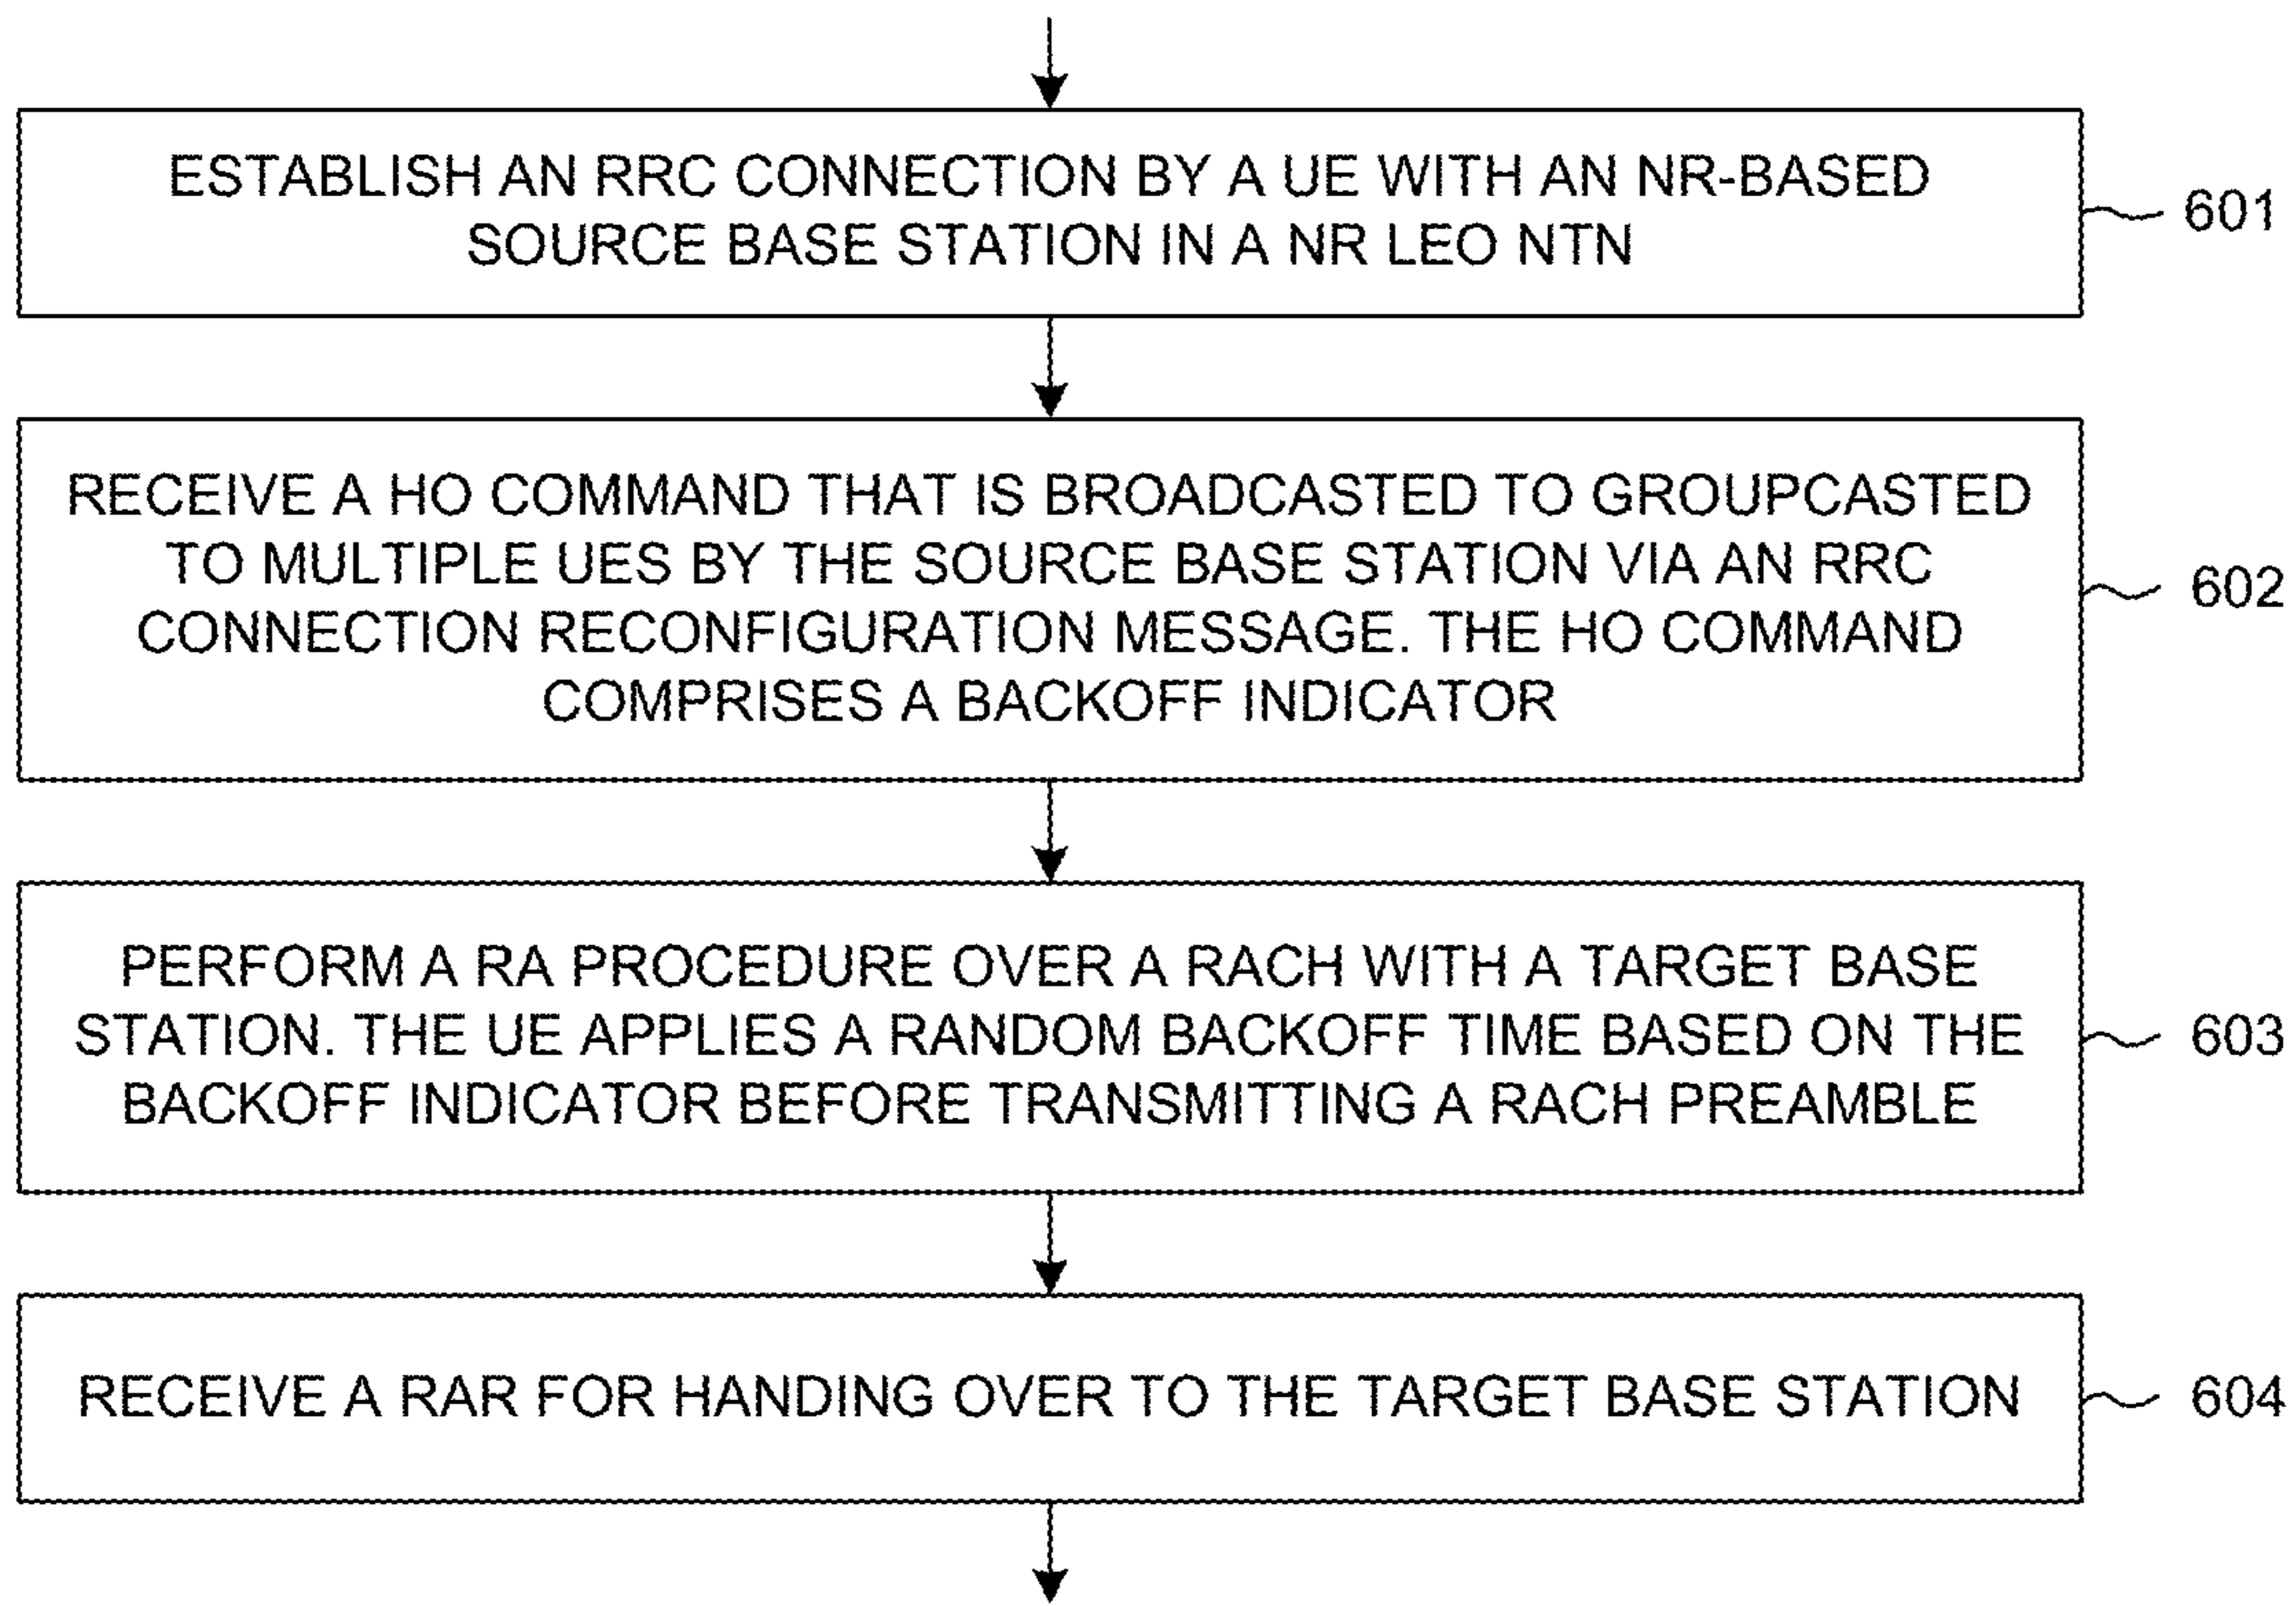 ESTABLISH AN RRC CONNECTION BY A UE WITH AN NR-BASED
SOURCE BASE STATION IN A NR LEO NTN
601
RECEIVE A HO COMMAND THAT IS BROADCASTED TO GROUPCASTED
TO MULTIPLE UES BY THE SOURCE BASE STATION VIA AN RRC
CONNECTION RECONFIGURATION MESSAGE. THE HO COMMAND
COMPRISES A BACKOFF INDICATOR
602
PERFORM A RA PROCEDURE OVER A RACH WITH A TARGET BASE
STATION. THE UE APPLIES A RANDOM BACKOFF TIME BASED ON THE
BACKOFF INDICATOR BEFORE TRANSMITTING A RACH PREAMBLE
603
RECEIVE A RAR FOR HANDING OVER TO THE TARGET BASE STATION
604